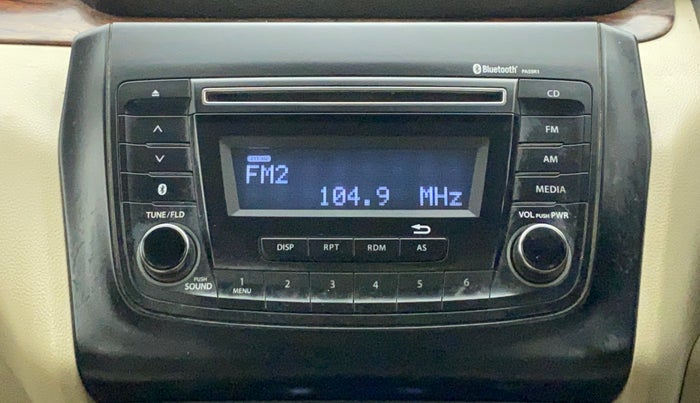 Bluetooth PA55R1
CD
FM
FM2
AM
104.9 MHz
MEDIA
TUNE/FLD
VOL PUSH PWR
DISP RPT RDM AS
PUSH SOUND
1 MENU 2 3 4 5 6